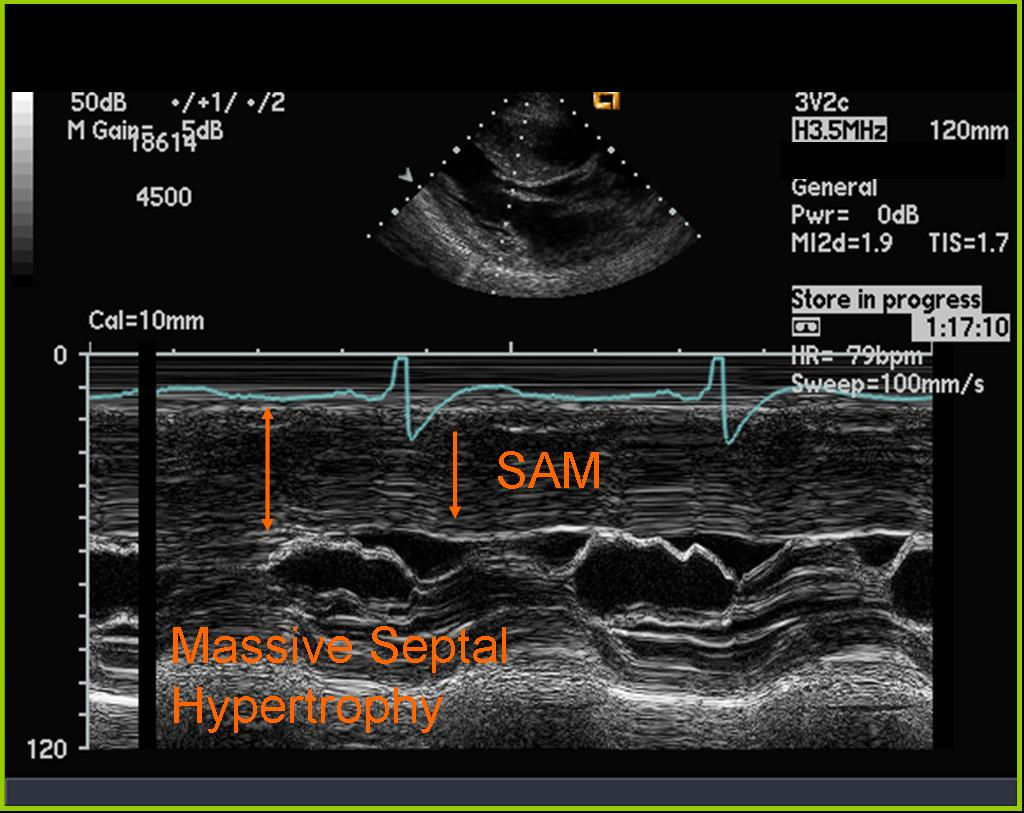 50dB •/+1/ •/2
M Gain= 5dB
18614
4500
3V2c
H3.5MHz 120mm
General
Pwr= 0dB
MI2d=1.9 TIS=1.7
Store in progress
1:17:10
HR= 79bpm
Sweep=100mm/s
Cal=10mm
0
SAM
Massive Septal
Hypertrophy
120